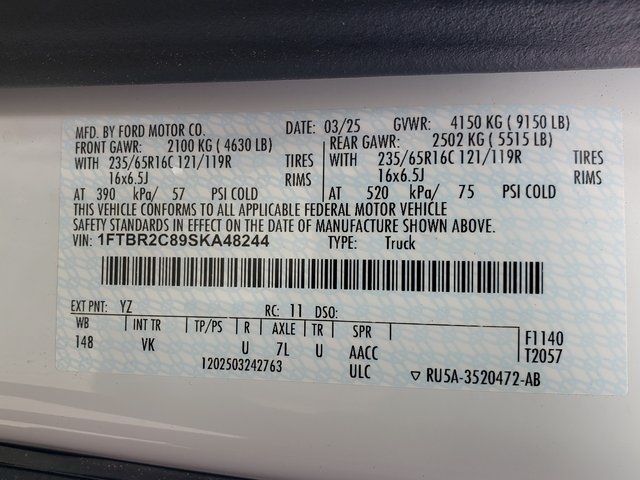 MFD. BY FORD MOTOR CO. DATE: 03/25 GVWR: 4150 KG ( 9150 LB)
FRONT GAWR: 2100 KG ( 4630 LB) REAR GAWR: 2502 KG ( 5515 LB)
WITH 235/65R16C 121/119R TIRES WITH 235/65R16C 121/119R TIRES
16x6.5J RIMS 16x6.5J RIMS
AT 390 kPa/ 57 PSI COLD AT 520 kPa/ 75 PSI COLD
THIS VEHICLE CONFORMS TO ALL APPLICABLE FEDERAL MOTOR VEHICLE
SAFETY STANDARDS IN EFFECT ON THE DATE OF MANUFACTURE SHOWN ABOVE.
VIN: 1FTBR2C89SKA48244 TYPE: Truck
EXT PNT: YZ RC: 11 DSO:
WB INT TR TP/PS R AXLE TR SPR F1140
148 VK U 7L U AACC T2057
1202503242763 ULC ▽ RU5A-3520472-AB